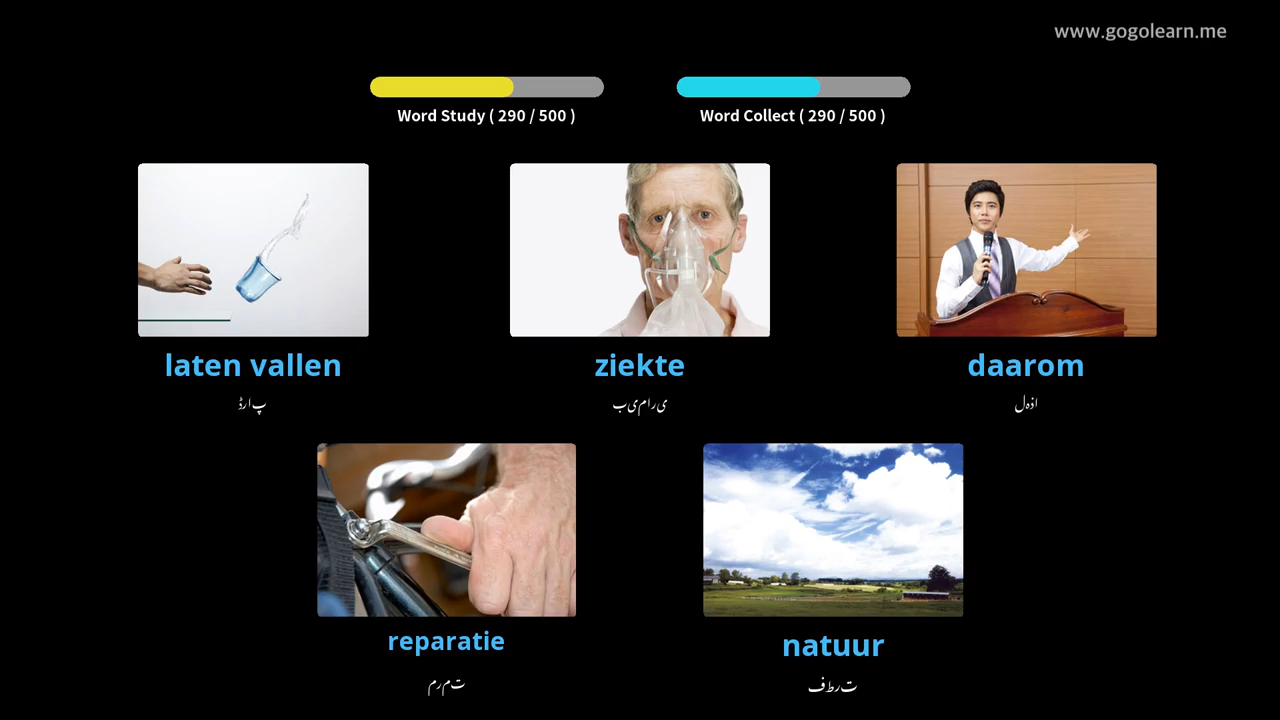 www.gogolearn.me
Word Study ( 290 / 500 )
Word Collect ( 290 / 500 )
laten vallen
ziekte
daarom
پارڈ
یرامیب
اذہل
reparatie
natuur
تمرم
ترطف